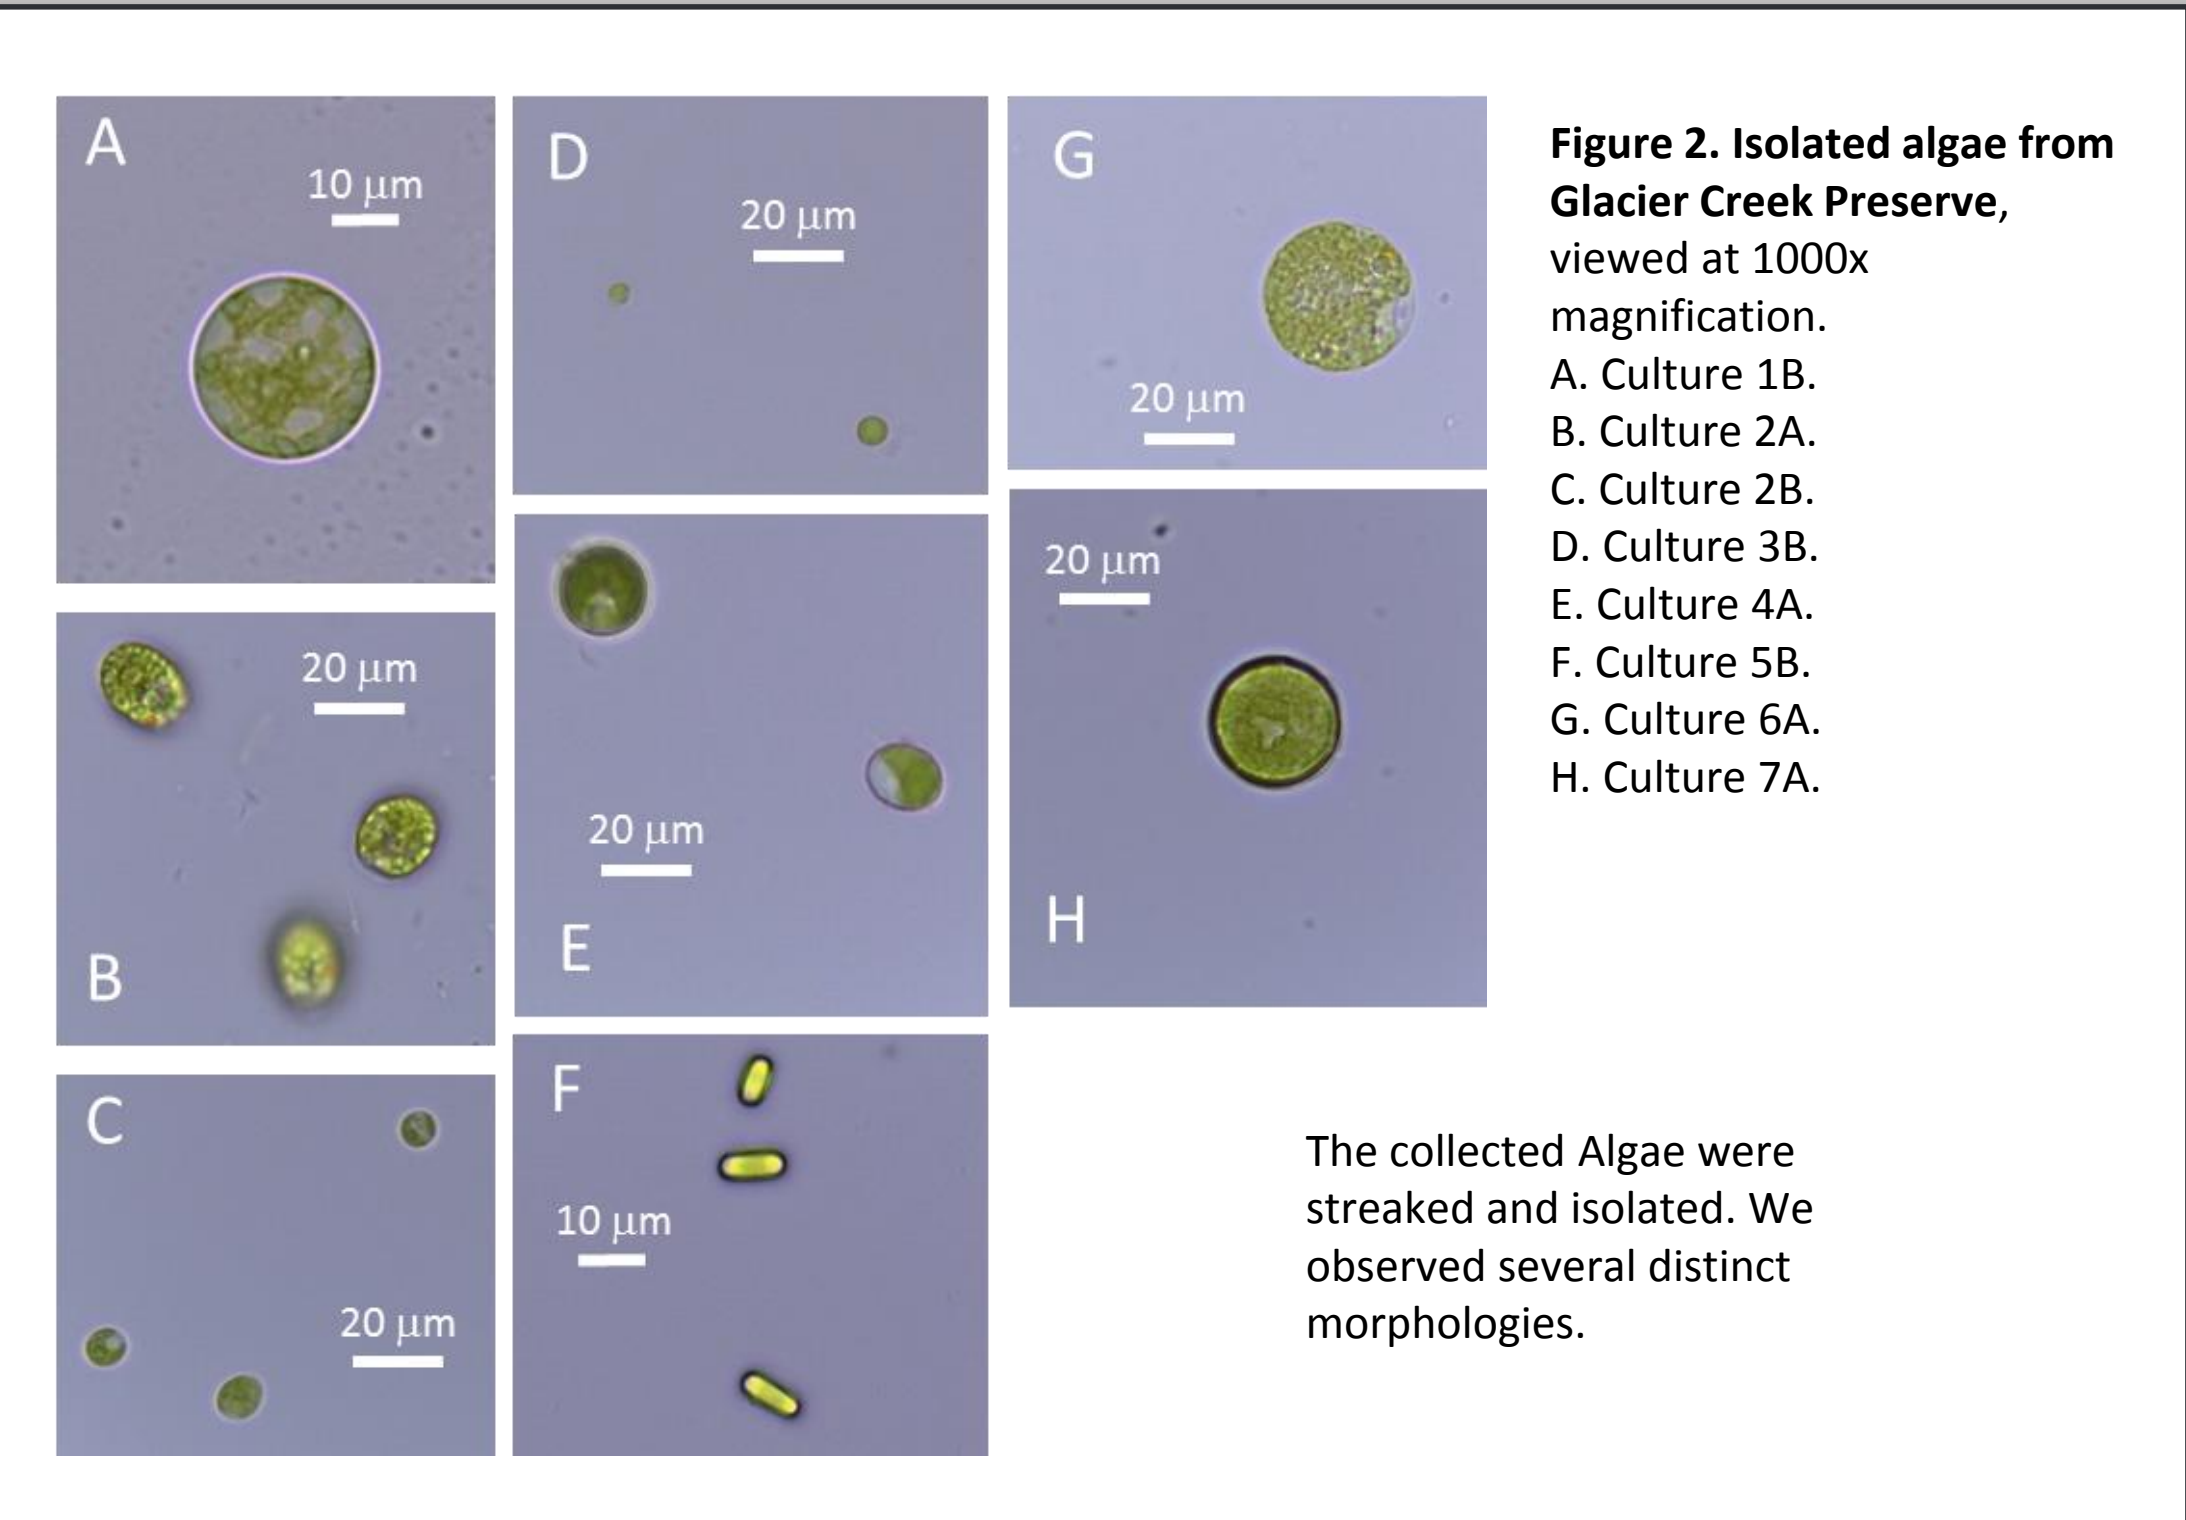 A
10 μm
B
20 μm
C
20 μm
D
20 μm
E
20 μm
F
10 μm
G
20 μm
H
20 μm
Figure 2. Isolated algae from
Glacier Creek Preserve,
viewed at 1000x
magnification.
A. Culture 1B.
B. Culture 2A.
C. Culture 2B.
D. Culture 3B.
E. Culture 4A.
F. Culture 5B.
G. Culture 6A.
H. Culture 7A.
The collected Algae were
streaked and isolated. We
observed several distinct
morphologies.